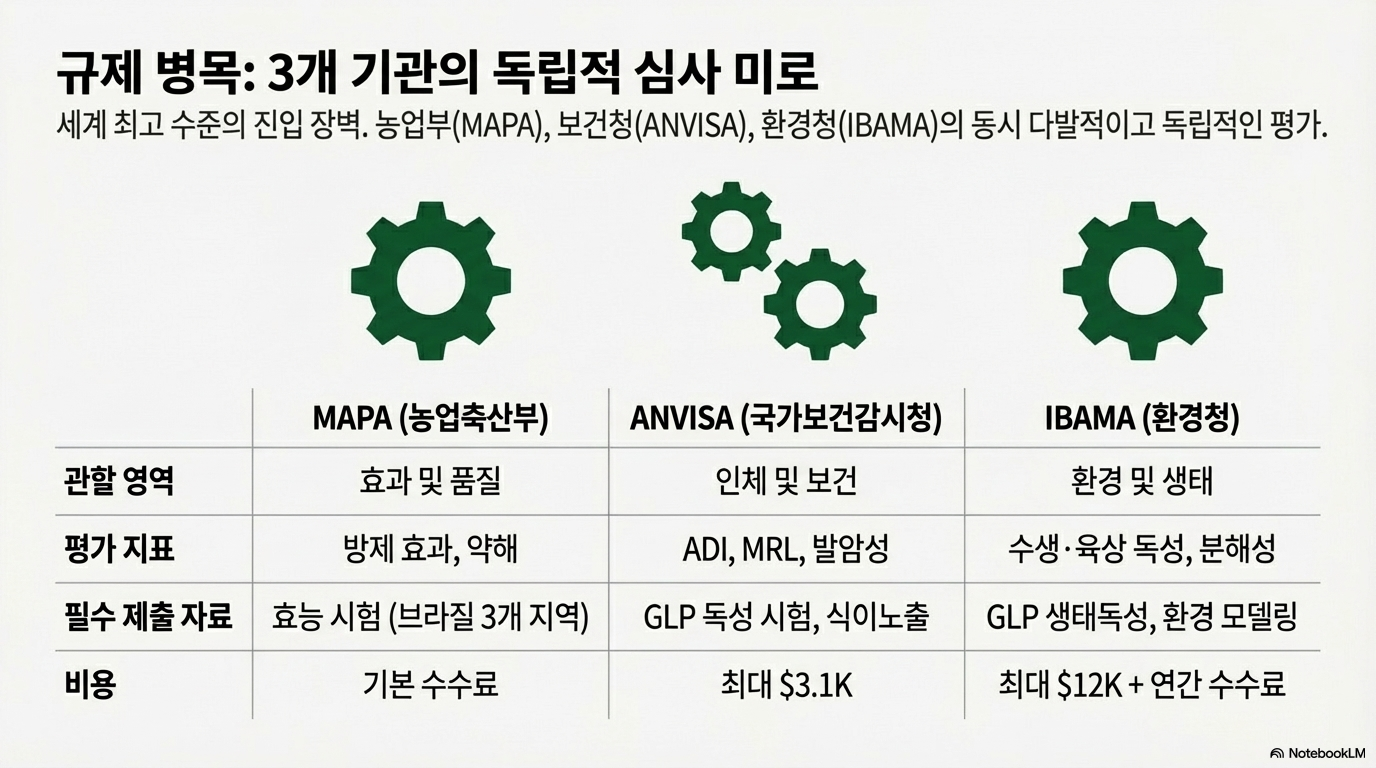 규제 병목: 3개 기관의 독립적 심사 미로
세계 최고 수준의 진입 장벽. 농업부(MAPA), 보건청(ANVISA), 환경청(IBAMA)의 동시 다발적이고 독립적인 평가.
MAPA (농업축산부) ANVISA (국가보건감시청) IBAMA (환경청)
관할 영역 효과 및 품질 인체 및 보건 환경 및 생태
평가 지표 방제 효과, 약해 ADI, MRL, 발암성 수생·육상 독성, 분해성
필수 제출 자료 효능 시험 (브라질 3개 지역) GLP 독성 시험, 식이노출 GLP 생태독성, 환경 모델링
비용 기본 수수료 최대 $3.1K 최대 $12K + 연간 수수료
NotebookLM